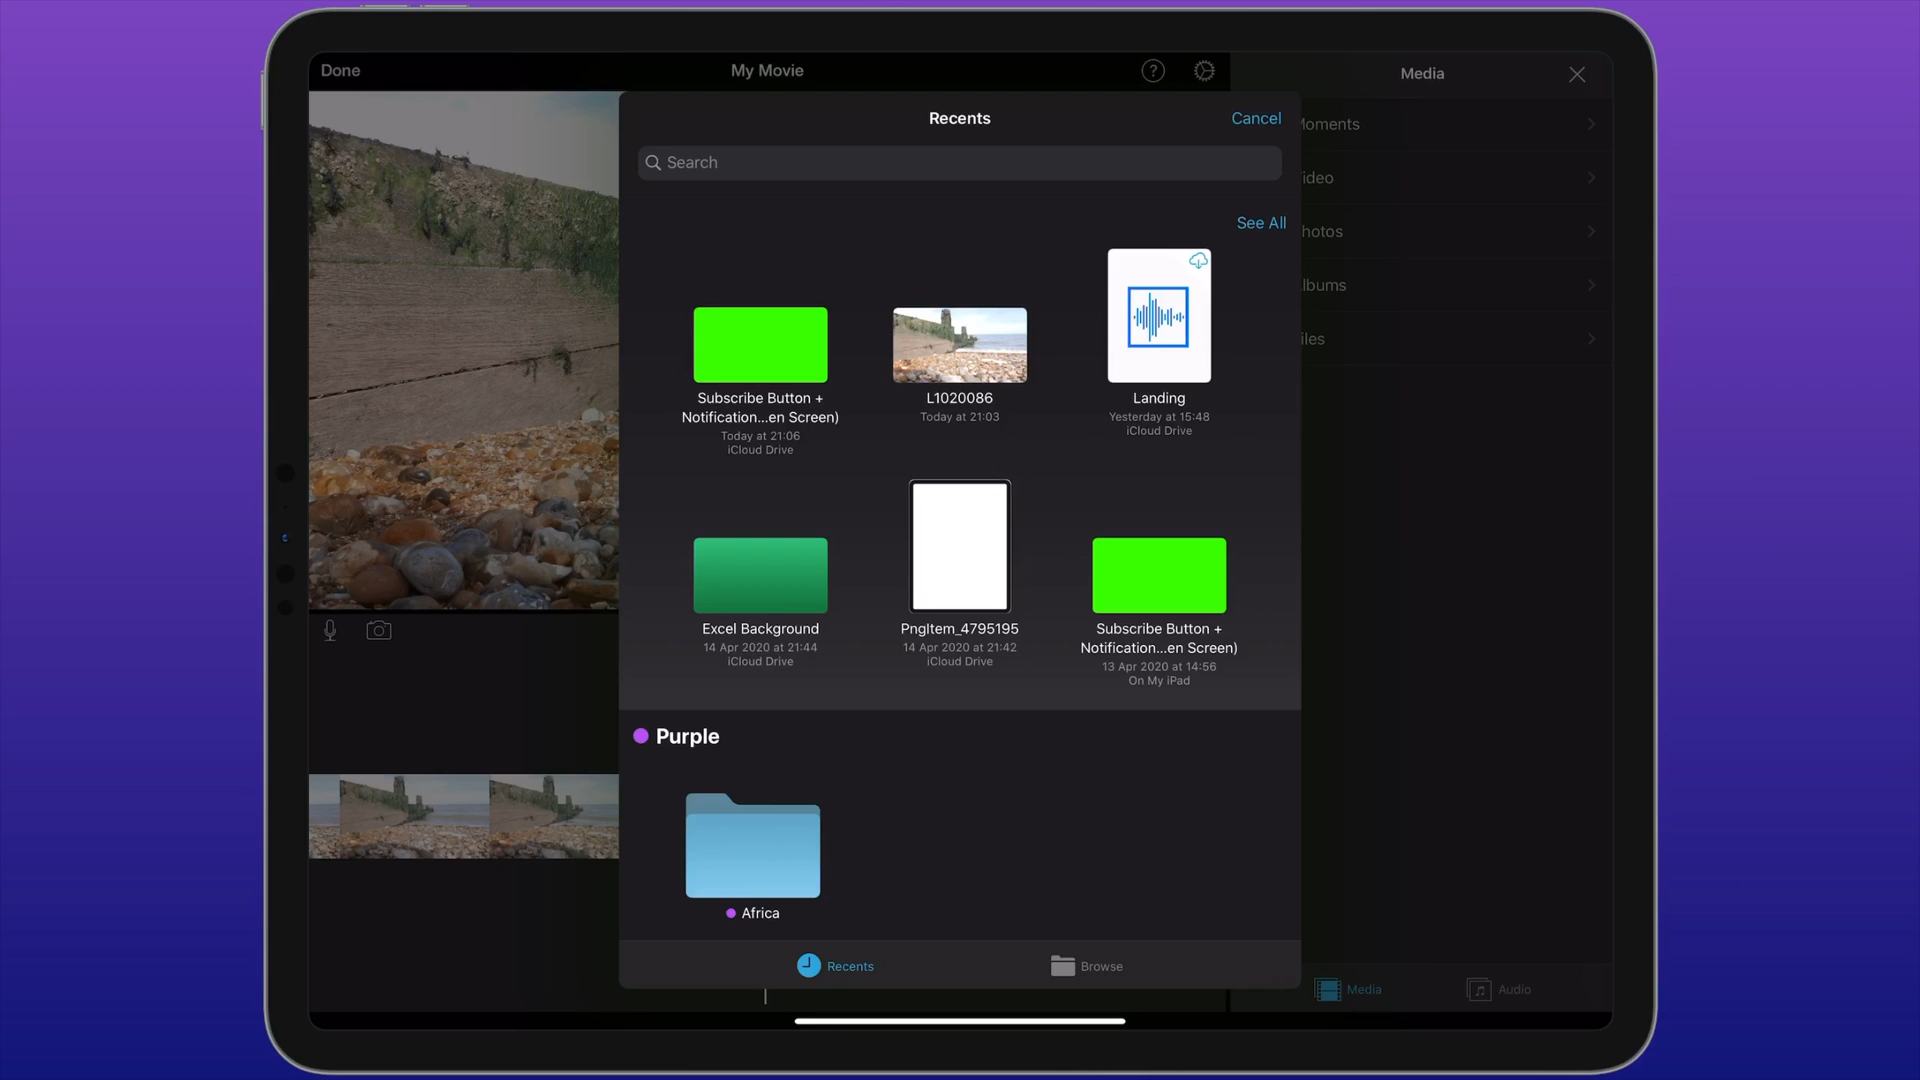 Done
My Movie
?
Media
Recents
Cancel
Search
See All
Subscribe Button +
Notification...en Screen)
Today at 21:06
iCloud Drive
L1020086
Today at 21:03
Landing
Yesterday at 15:48
iCloud Drive
Excel Background
14 Apr 2020 at 21:44
iCloud Drive
PngItem_4795195
14 Apr 2020 at 21:42
iCloud Drive
Subscribe Button +
Notification...en Screen)
13 Apr 2020 at 14:56
On My iPad
Purple
Africa
Recents
Browse
oments
ideo
hotos
lbums
iles
Media
Audio